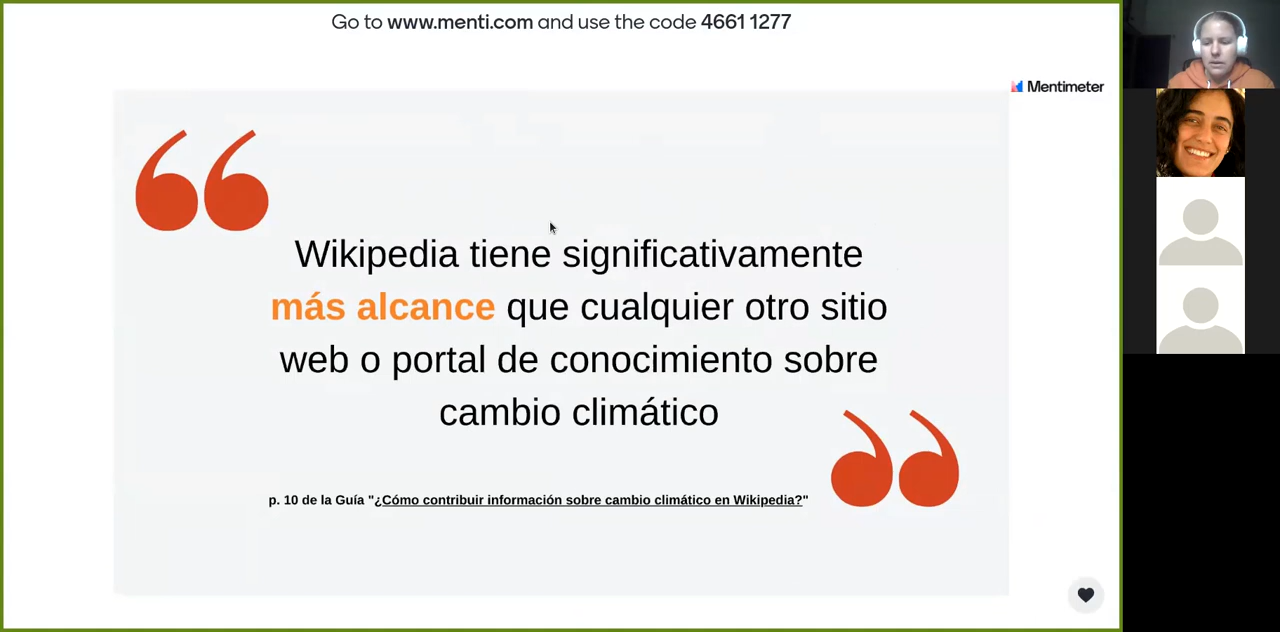 Go to www.menti.com and use the code 4661 1277
Mentimeter
Wikipedia tiene significativamente
más alcance que cualquier otro sitio
web o portal de conocimiento sobre
cambio climático
p. 10 de la Guía "¿Cómo contribuir información sobre cambio climático en Wikipedia?"